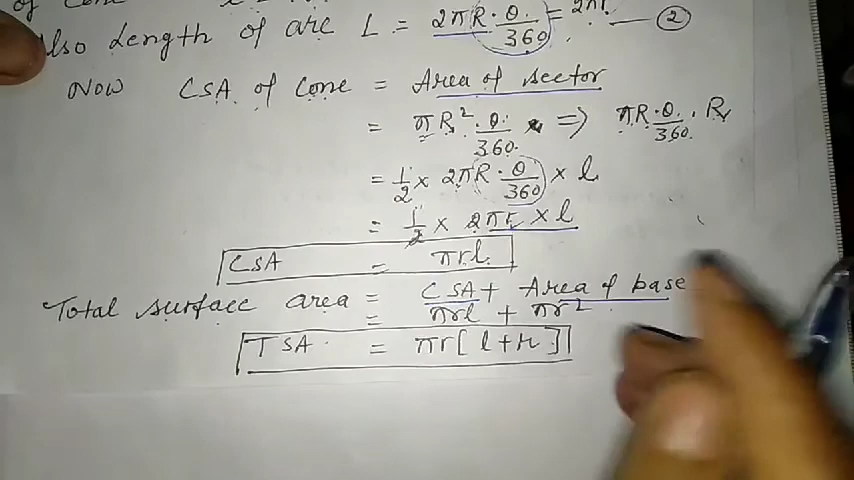 of Cone
Also Length of arc L = 2πR · θ/360 = 2πr — ②
Now CSA of Cone = Area of sector
= πR² · θ/360 ⇒ πR · θ/360 · R
= 1/2 × 2πR · θ/360 × l
= 1/2 × 2πr × l
CSA = πrl
Total surface area = CSA + Area of base
= πrl + πr²
TSA = πr[l+r]